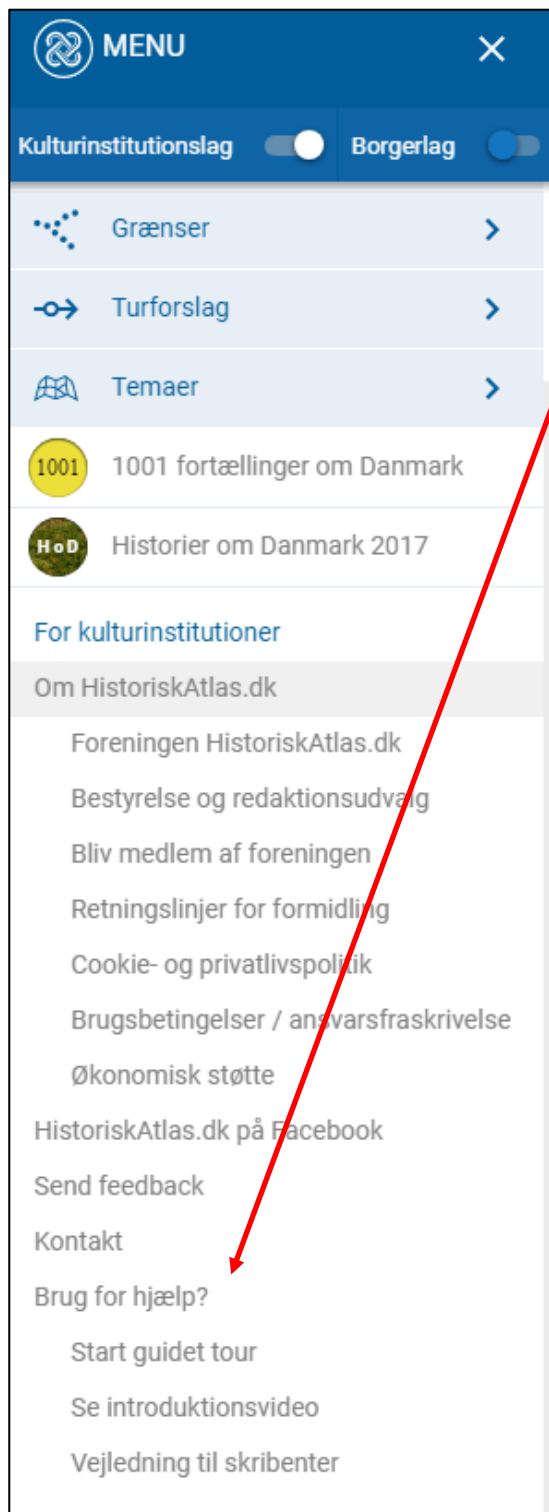 MENU
Kulturinstitutionslag Borgerlag
Grænser
Turforslag
Temaer
1001 1001 fortællinger om Danmark
HoD Historier om Danmark 2017
For kulturinstitutioner
Om HistoriskAtlas.dk
Foreningen HistoriskAtlas.dk
Bestyrelse og redaktionsudvalg
Bliv medlem af foreningen
Retningslinjer for formidling
Cookie- og privatlivspolitik
Brugsbetingelser / ansvarsfraskrivelse
Økonomisk støtte
HistoriskAtlas.dk på Facebook
Send feedback
Kontakt
Brug for hjælp?
Start guidet tour
Se introduktionsvideo
Vejledning til skribenter